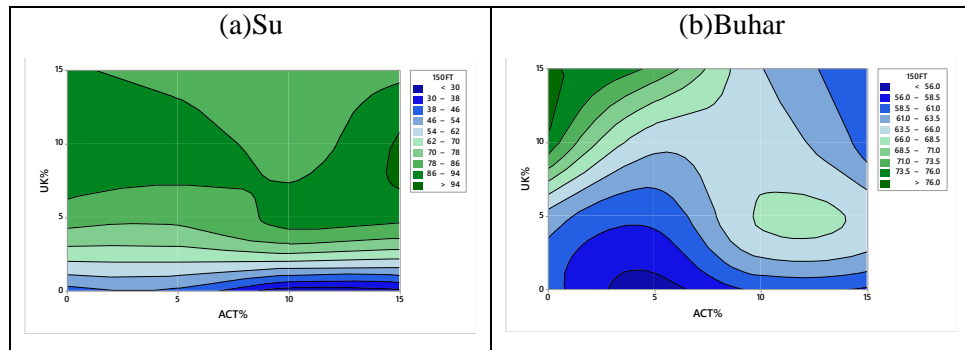 (a)Su
15
10
5
0
0
5
10
15
UK%
ACT%
150FT
< 30
30 – 38
38 – 46
46 – 54
54 – 62
62 – 70
70 – 78
78 – 86
86 – 94
> 94
(b)Buhar
15
10
5
0
0
5
10
15
UK%
ACT%
150FT
< 56.0
56.0 – 58.5
58.5 – 61.0
61.0 – 63.5
63.5 – 66.0
66.0 – 68.5
68.5 – 71.0
71.0 – 73.5
73.5 – 76.0
> 76.0